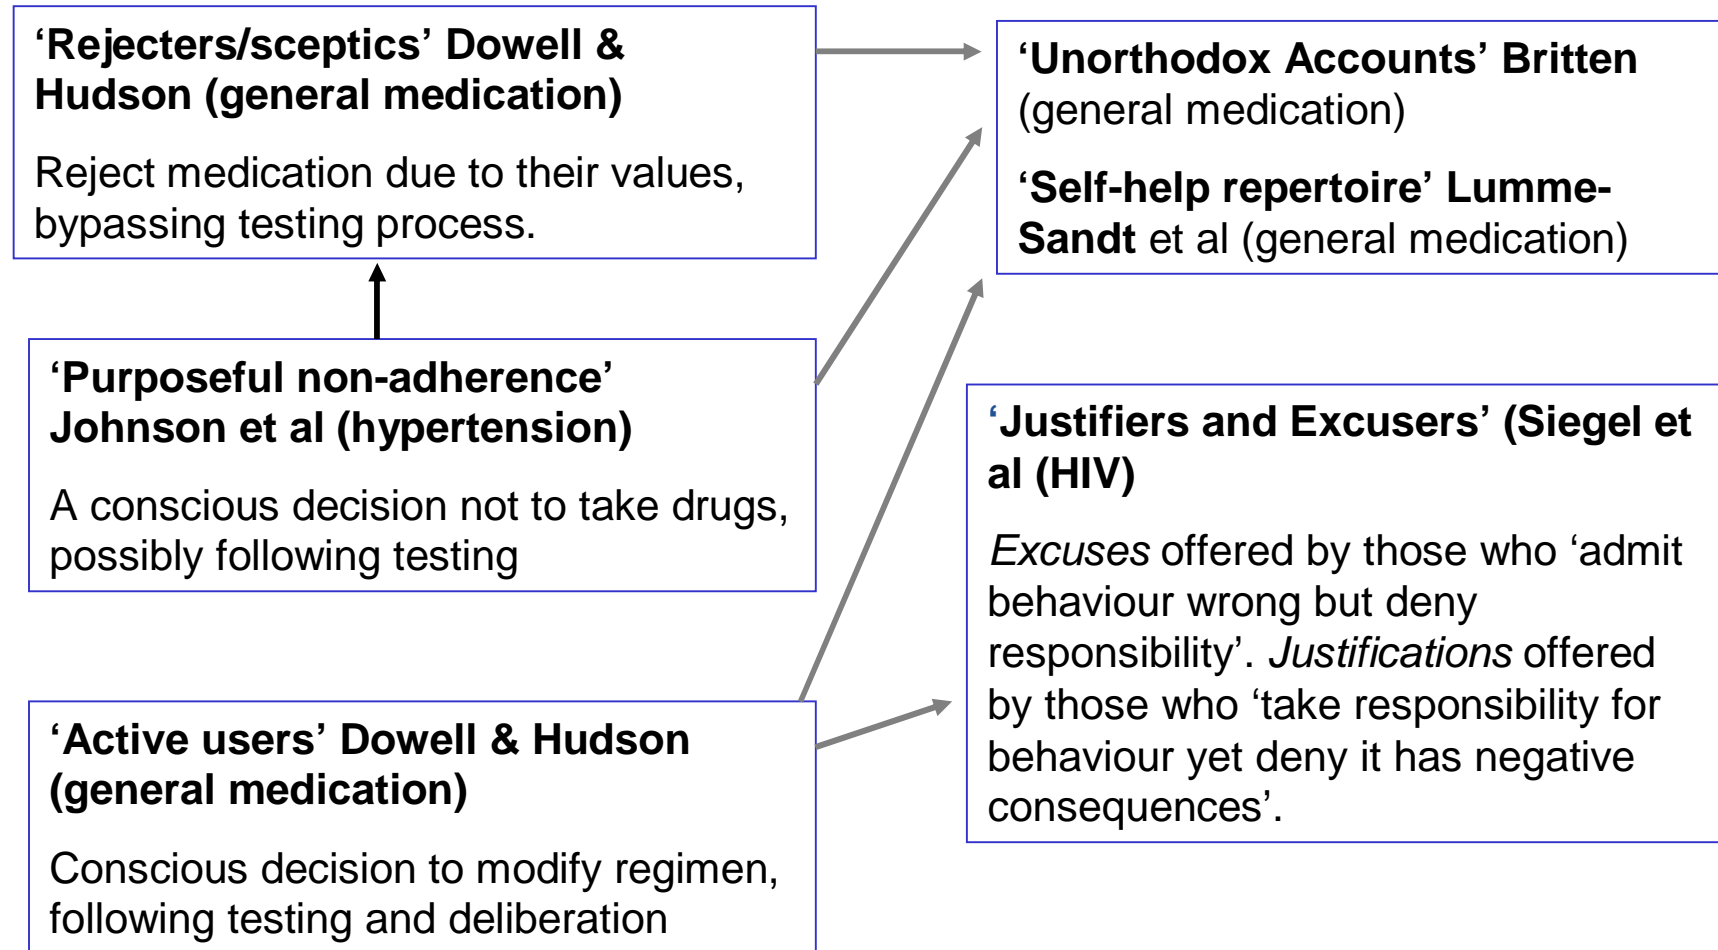 ‘Rejecters/sceptics’ Dowell &
Hudson (general medication)
Reject medication due to their values,
bypassing testing process.
‘Purposeful non-adherence’
Johnson et al (hypertension)
A conscious decision not to take drugs,
possibly following testing
‘Active users’ Dowell & Hudson
(general medication)
Conscious decision to modify regimen,
following testing and deliberation
‘Unorthodox Accounts’ Britten
(general medication)
‘Self-help repertoire’ Lumme-
Sandt et al (general medication)
‘Justifiers and Excusers’ (Siegel et
al (HIV)
Excuses offered by those who ‘admit
behaviour wrong but deny
responsibility’. Justifications offered
by those who ‘take responsibility for
behaviour yet deny it has negative
consequences’.